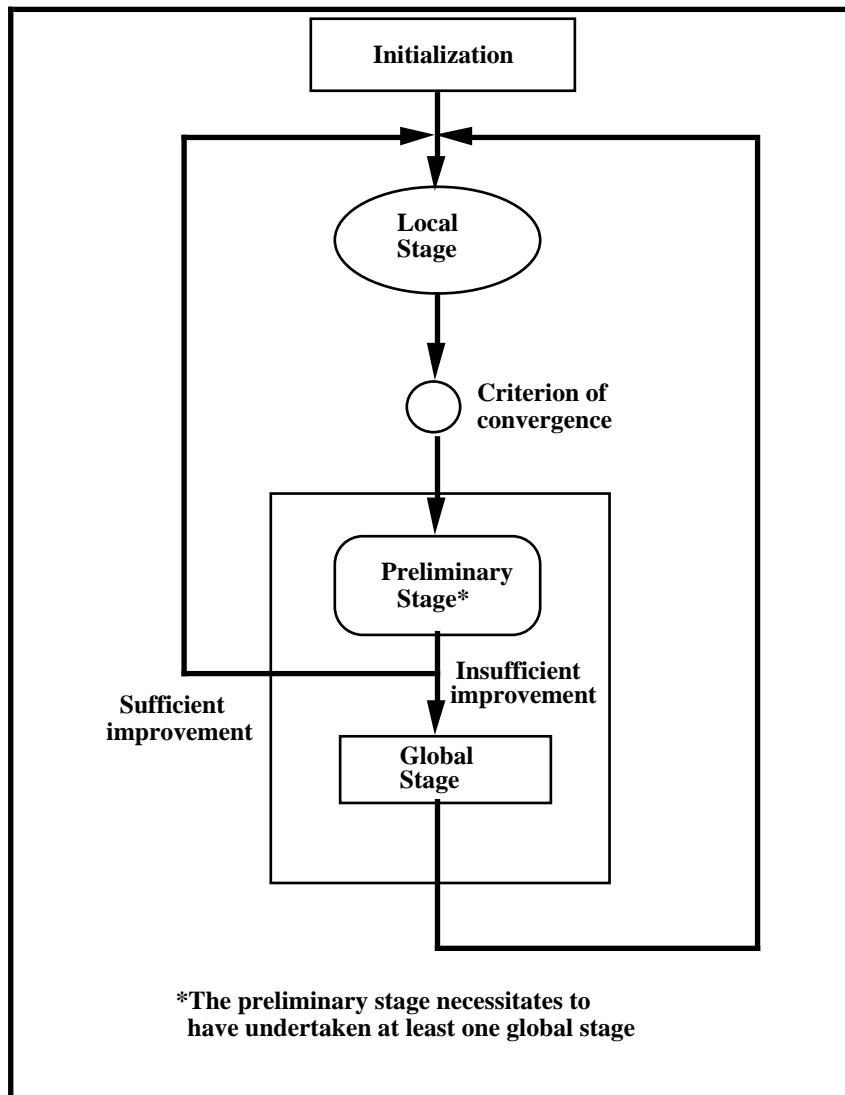 Initialization
Local
Stage
Criterion of
convergence
Preliminary
Stage*
Insufficient
improvement
Sufficient
improvement
Global
Stage
*The preliminary stage necessitates to
have undertaken at least one global stage